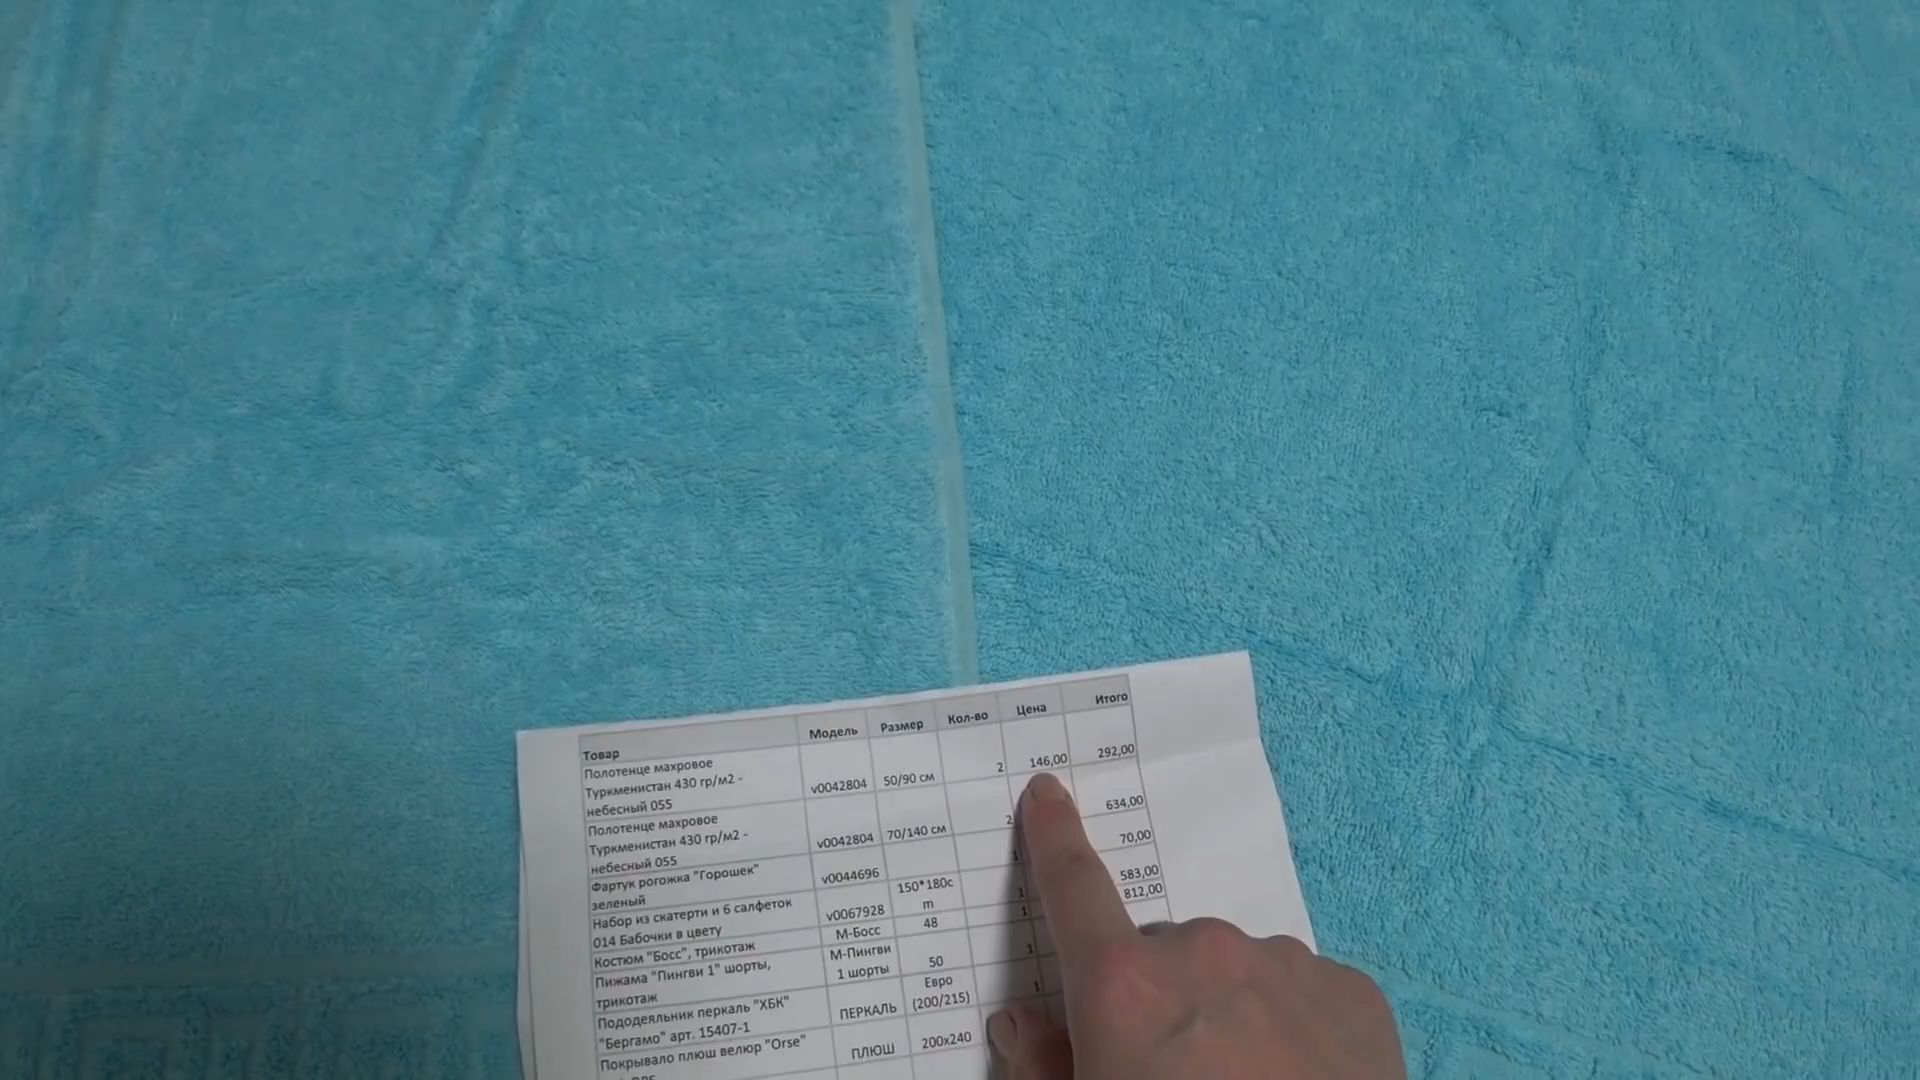 Товар Модель Размер Кол-во Цена Итого
Полотенце махровое
Туркменистан 430 гр/м2 -
небесный 055 v0042804 50/90 см 2 146,00 292,00
Полотенце махровое
Туркменистан 430 гр/м2 -
небесный 055 v0042804 70/140 см 2 634,00
Фартук рогожка "Горошек"
зеленый v0044696 1 70,00
Набор из скатерти и 6 салфеток
014 Бабочки в цвету v0067928 150*180с
m 1 583,00
Костюм "Босс", трикотаж М-Босс 48 1 812,00
Пижама "Пингви 1" шорты,
трикотаж М-Пингви
1 шорты 50 1
Пододеяльник перкаль "ХБК"
"Бергамо" арт. 15407-1 ПЕРКАЛЬ Евро
(200/215) 1
Покрывало плюш велюр "Orse" ПЛЮШ 200х240